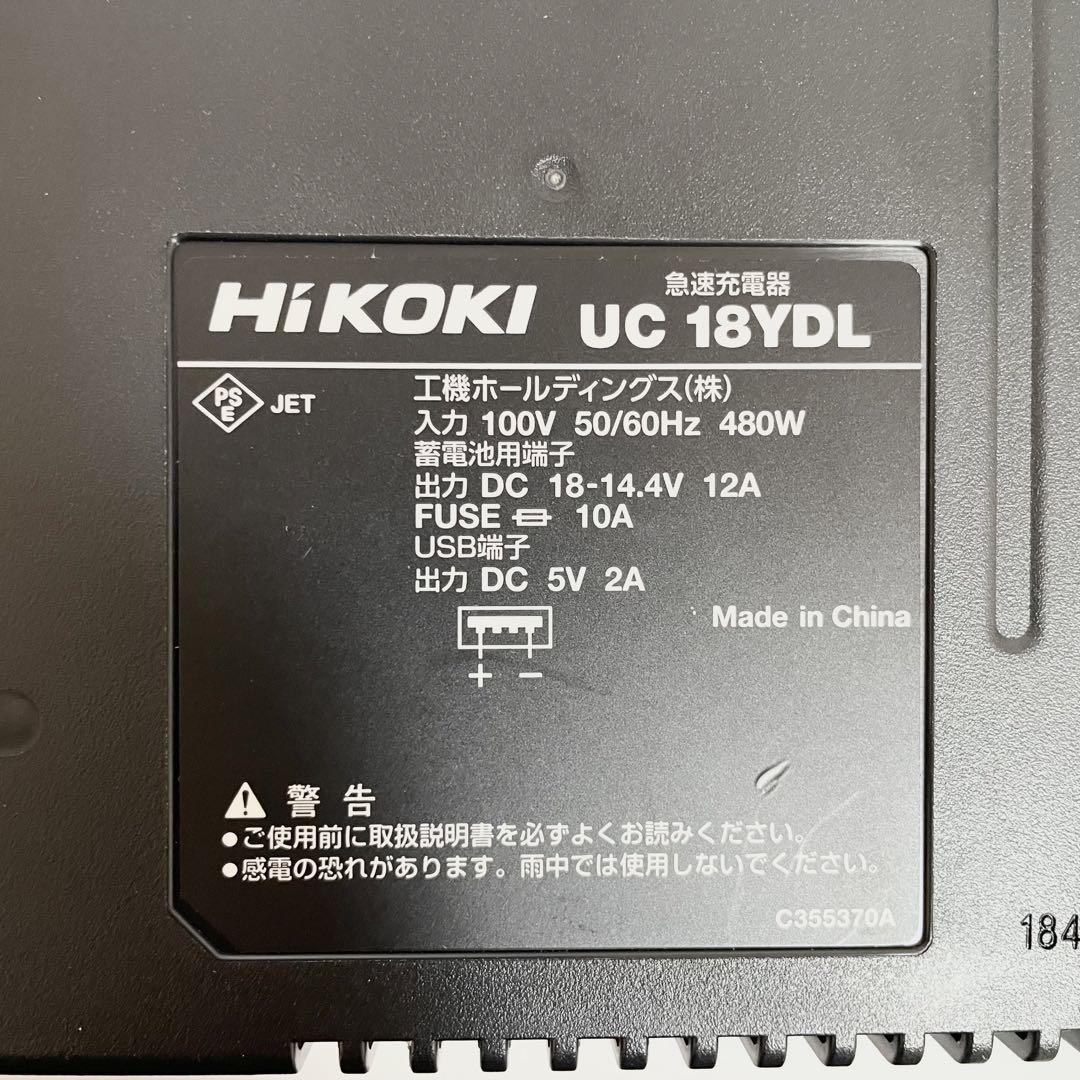 HiKOKI
急速充電器
UC 18YDL
PSE JET
工機ホールディングス(株)
入力 100V 50/60Hz 480W
蓄電池用端子
出力 DC 18-14.4V 12A
FUSE 10A
USB端子
出力 DC 5V 2A
+ −
Made in China
警告
●ご使用前に取扱説明書を必ずよくお読みください。
●感電の恐れがあります。雨中では使用しないでください。
C355370A
184